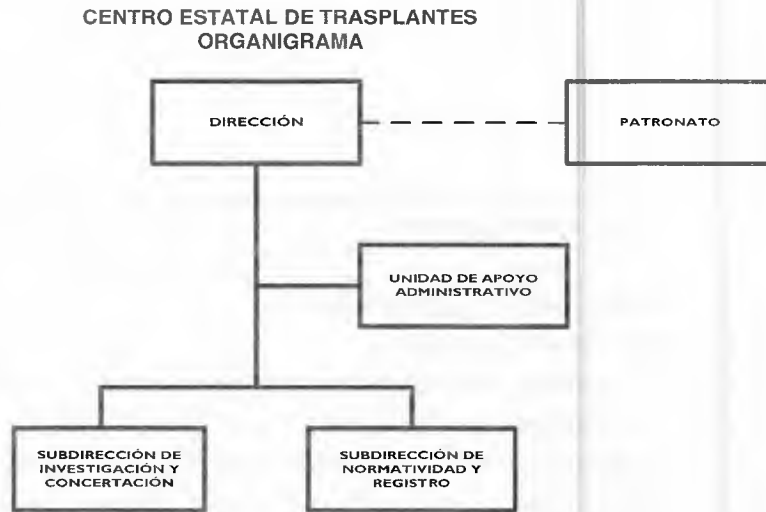 CENTRO ESTATAL DE TRASPLANTES
ORGANIGRAMA
DIRECCIÓN
PATRONATO
UNIDAD DE APOYO
ADMINISTRATIVO
SUBDIRECCIÓN DE
INVESTIGACIÓN Y
CONCERTACIÓN
SUBDIRECCIÓN DE
NORMATIVIDAD Y
REGISTRO